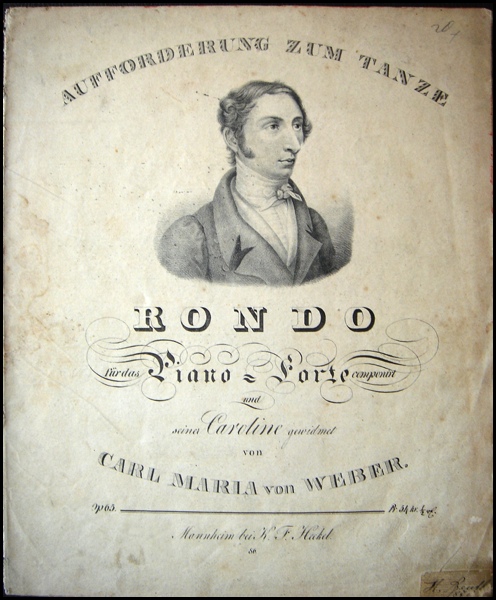 AUFFORDERUNG ZUM TANZE
RONDO
für das Piano-Forte componirt
und
seiner Caroline gewidmet
von
CARL MARIA von WEBER.
Op 65.
Mannheim bei K. F. Heckel